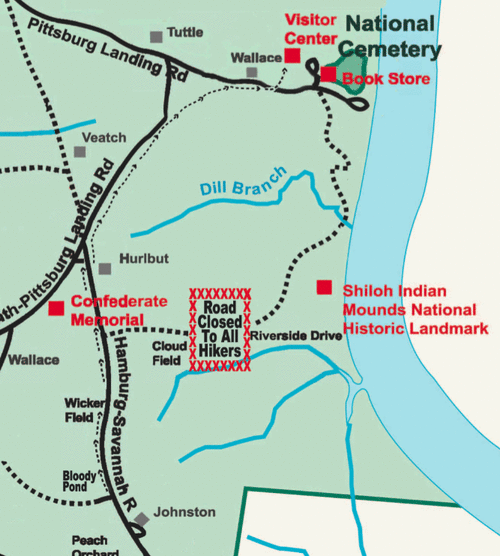 Tuttle
Visitor
Center
National
Cemetery
Pittsburg Landing Rd
Wallace
Book Store
Veatch
Dill Branch
th-Pittsburg Landing Rd
Hurlbut
Confederate
Memorial
XXXXXXXX
Road
Closed
To All
Hikers
XXXXXXXX
Shiloh Indian
Mounds National
Historic Landmark
Riverside Drive
Cloud
Field
Wallace
Hamburg-Savannah R
Wicker
Field
Bloody
Pond
Johnston
Peach
Orchard